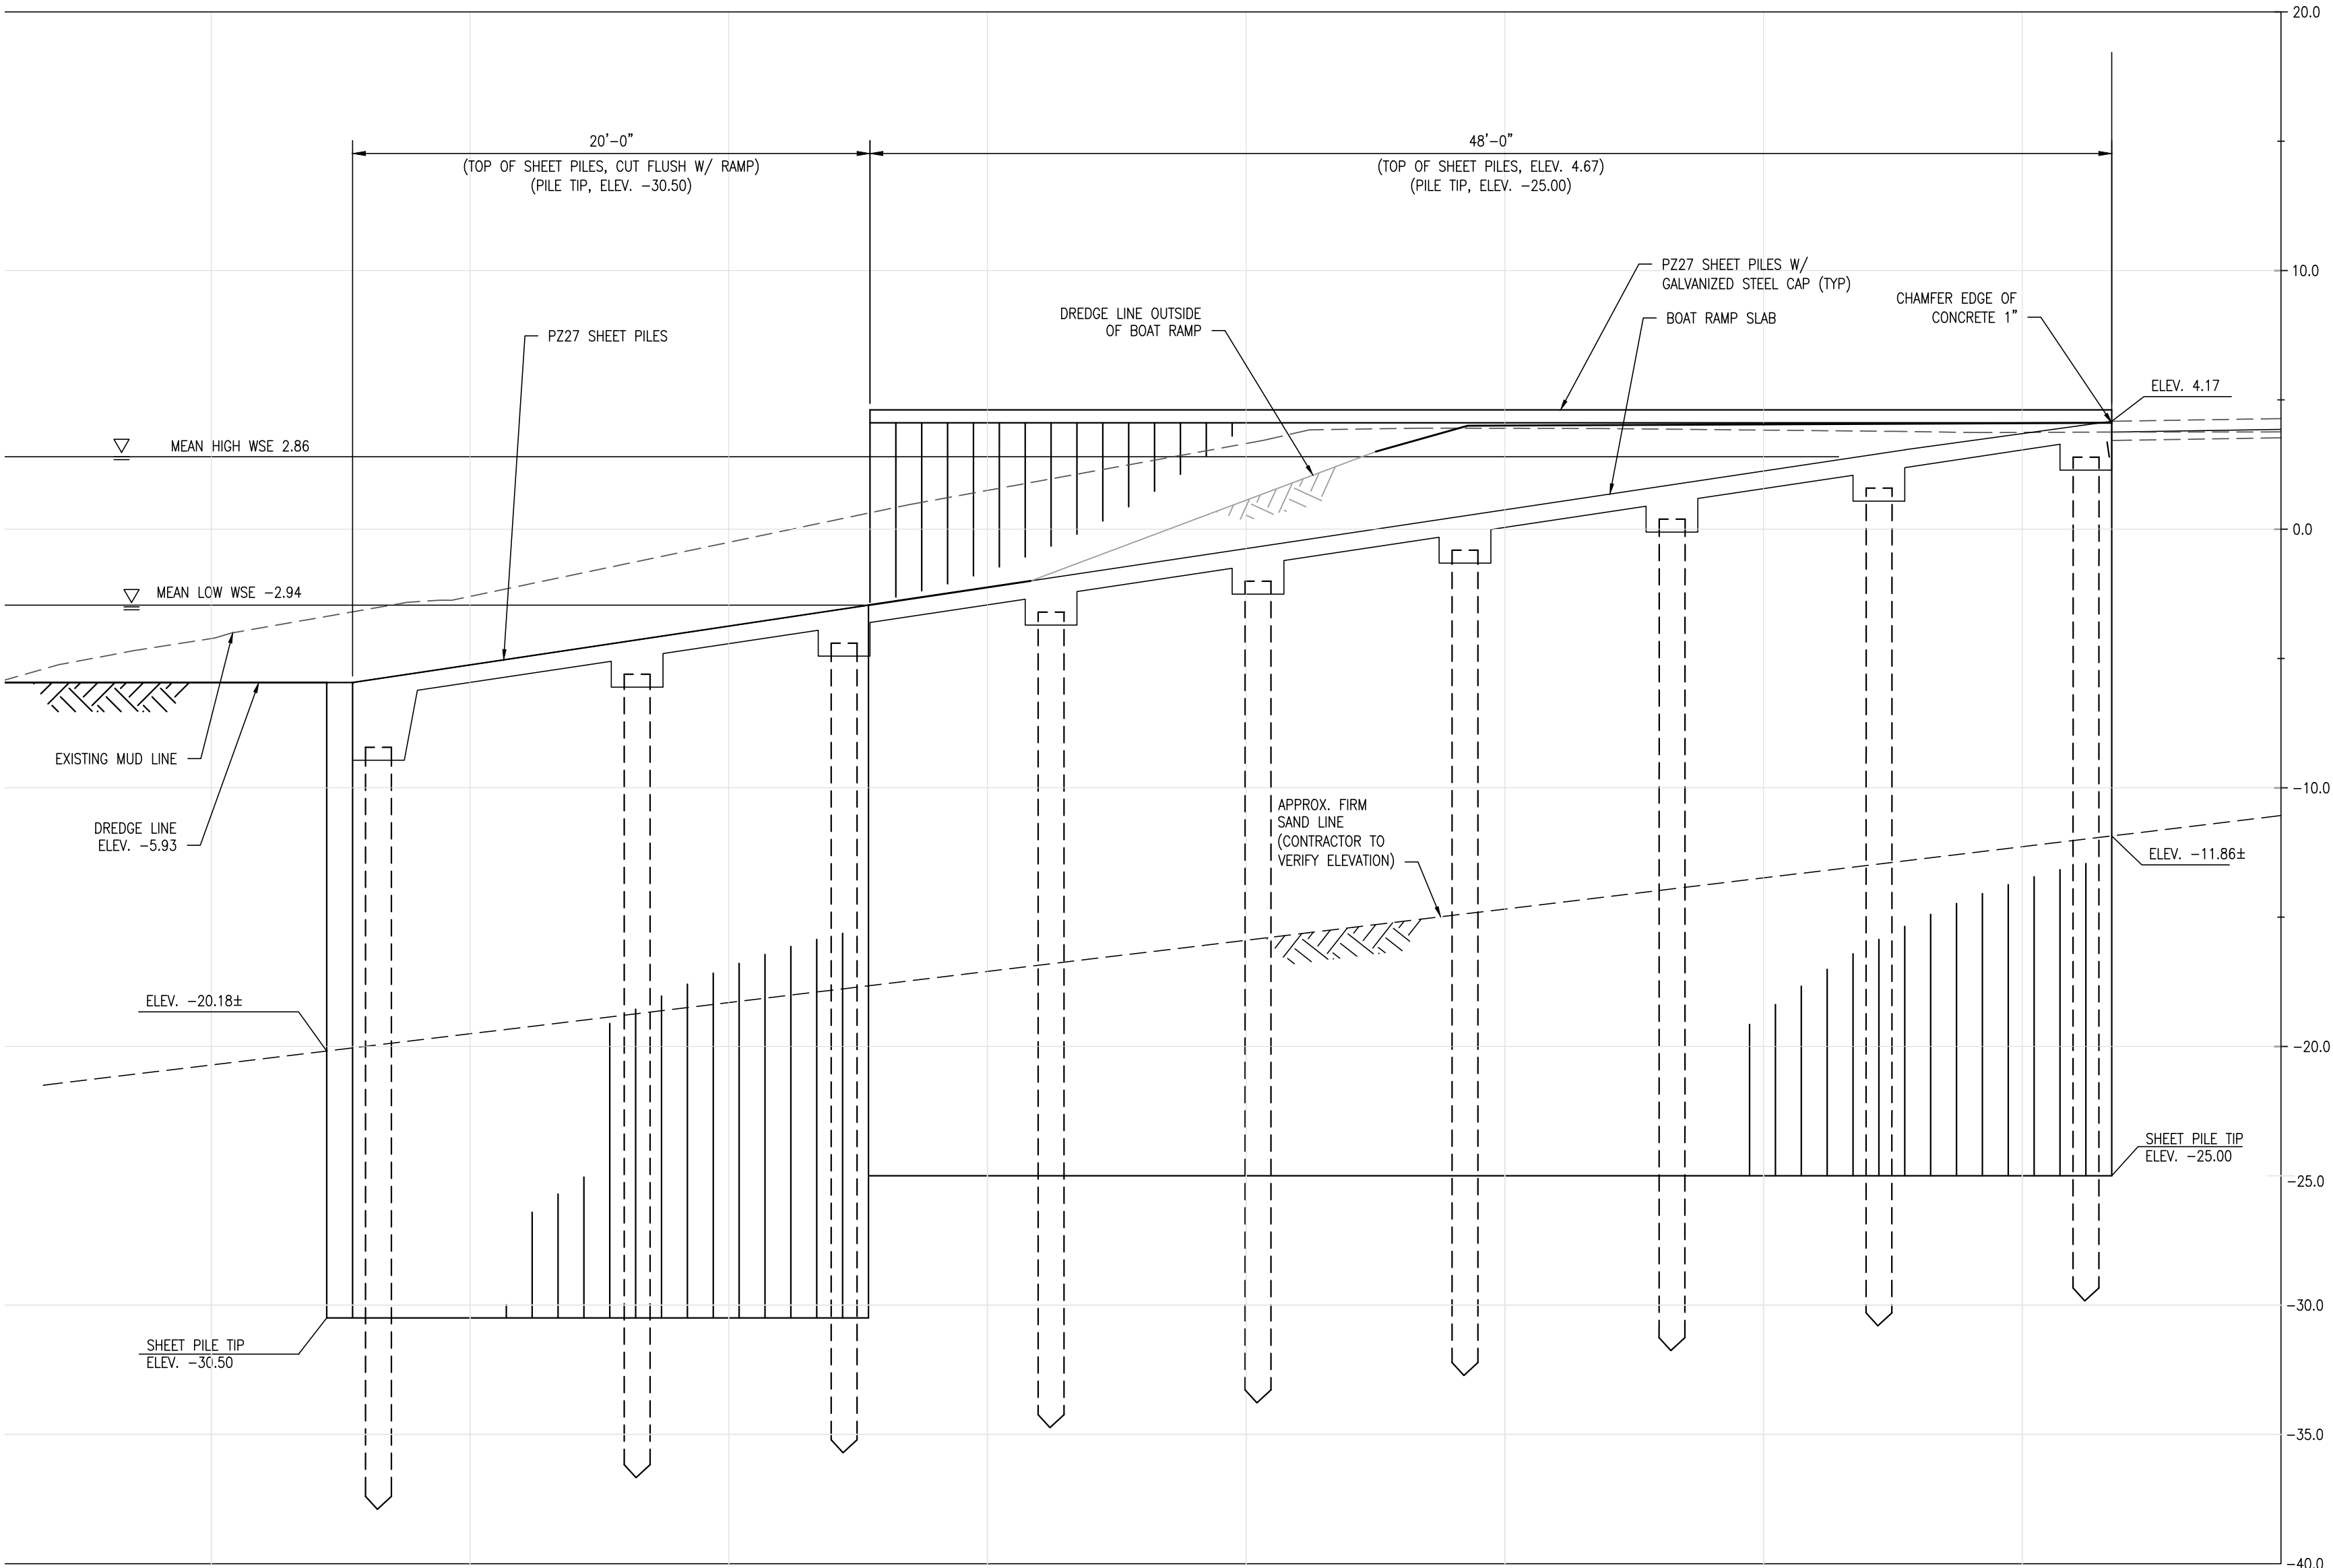 20.0
20'-0"
48'-0"
(TOP OF SHEET PILES, CUT FLUSH W/ RAMP)
(PILE TIP, ELEV. -30.50)
(TOP OF SHEET PILES, ELEV. 4.67)
(PILE TIP, ELEV. -25.00)
10.0
PZ27 SHEET PILES W/
GALVANIZED STEEL CAP (TYP)
CHAMFER EDGE OF
CONCRETE 1"
DREDGE LINE OUTSIDE
OF BOAT RAMP
BOAT RAMP SLAB
PZ27 SHEET PILES
ELEV. 4.17
MEAN HIGH WSE 2.86
0.0
MEAN LOW WSE -2.94
EXISTING MUD LINE
DREDGE LINE
ELEV. -5.93
-10.0
APPROX. FIRM
SAND LINE
(CONTRACTOR TO
VERIFY ELEVATION)
ELEV. -11.86±
ELEV. -20.18±
-20.0
SHEET PILE TIP
ELEV. -25.00
-25.0
-30.0
SHEET PILE TIP
ELEV. -30.50
-35.0
-40.0